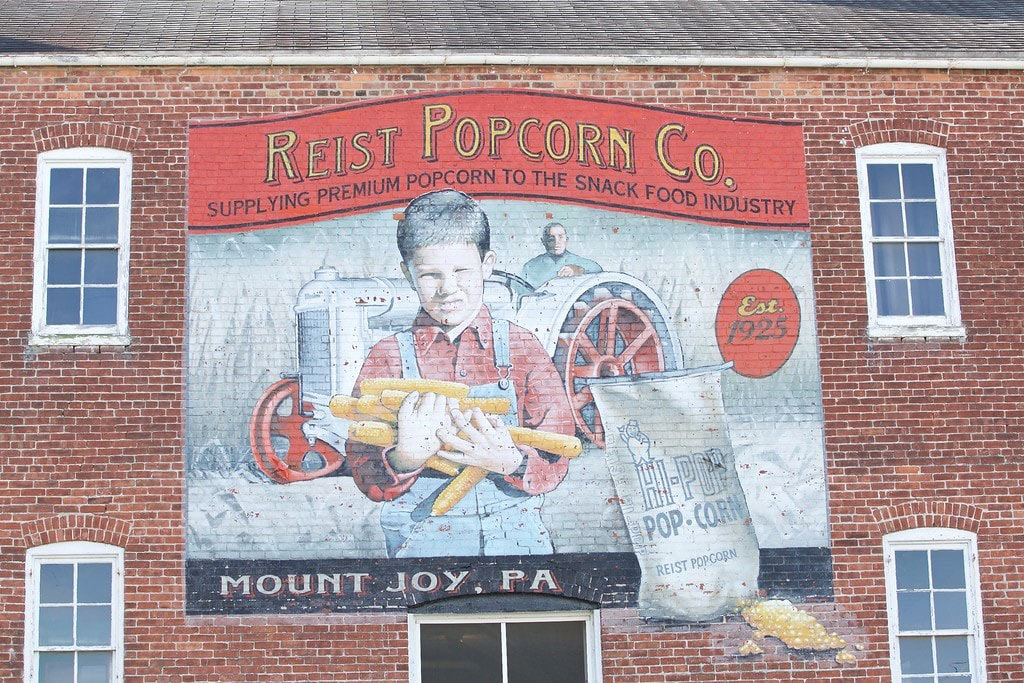 REIST POPCORN CO.
SUPPLYING PREMIUM POPCORN TO THE SNACK FOOD INDUSTRY
Est.
1925
HI-POP
POP-CORN
REIST POPCORN
MOUNT JOY, PA